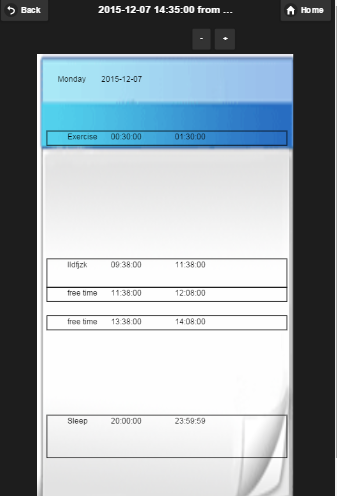 Back 2015-12-07 14:35:00 from ... Home
- +
Monday 2015-12-07
Exercise 00:30:00 01:30:00
lldfjzk 09:38:00 11:38:00
free time 11:38:00 12:08:00
free time 13:38:00 14:08:00
Sleep 20:00:00 23:59:59